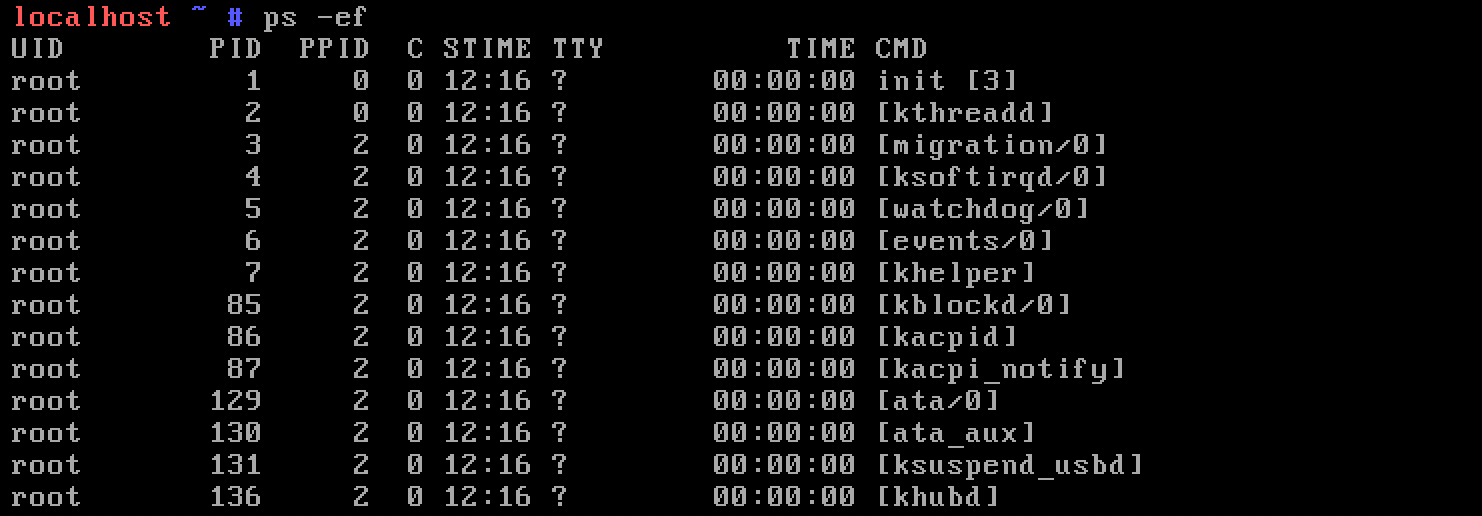 localhost ~ # ps -ef
UID        PID  PPID  C STIME TTY          TIME CMD
root         1     0  0 12:16 ?        00:00:00 init [3]
root         2     0  0 12:16 ?        00:00:00 [kthreadd]
root         3     2  0 12:16 ?        00:00:00 [migration/0]
root         4     2  0 12:16 ?        00:00:00 [ksoftirqd/0]
root         5     2  0 12:16 ?        00:00:00 [watchdog/0]
root         6     2  0 12:16 ?        00:00:00 [events/0]
root         7     2  0 12:16 ?        00:00:00 [khelper]
root        85     2  0 12:16 ?        00:00:00 [kblockd/0]
root        86     2  0 12:16 ?        00:00:00 [kacpid]
root        87     2  0 12:16 ?        00:00:00 [kacpi_notify]
root       129     2  0 12:16 ?        00:00:00 [ata/0]
root       130     2  0 12:16 ?        00:00:00 [ata_aux]
root       131     2  0 12:16 ?        00:00:00 [ksuspend_usbd]
root       136     2  0 12:16 ?        00:00:00 [khubd]